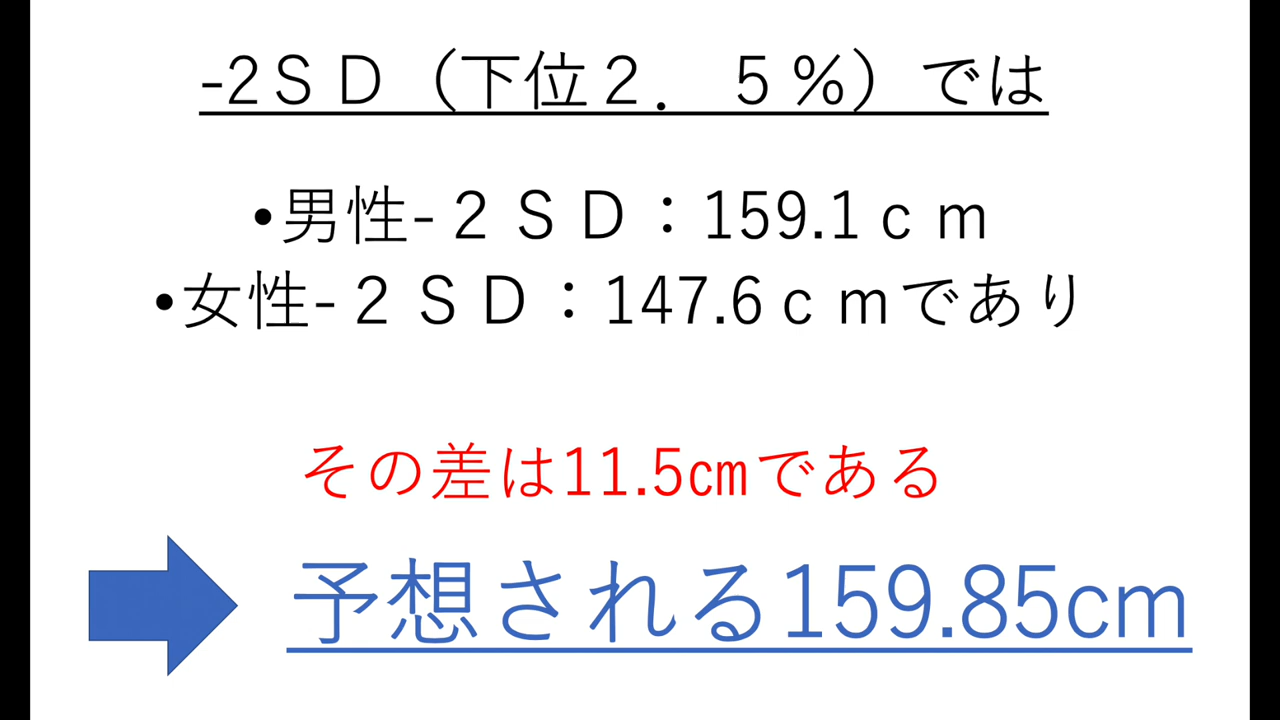 -2ＳＤ（下位２．５％）では
•男性-２ＳＤ：159.1ｃｍ
•女性-２ＳＤ：147.6ｃｍであり
その差は11.5㎝である
予想される159.85cm